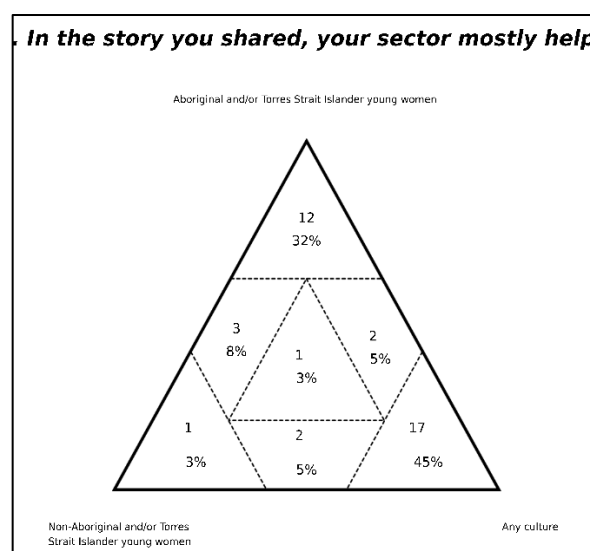 . In the story you shared, your sector mostly help
Aboriginal and/or Torres Strait Islander young women
12
32%
3
8%
2
5%
1
3%
1
3%
2
5%
17
45%
Non-Aboriginal and/or Torres
Strait Islander young women
Any culture